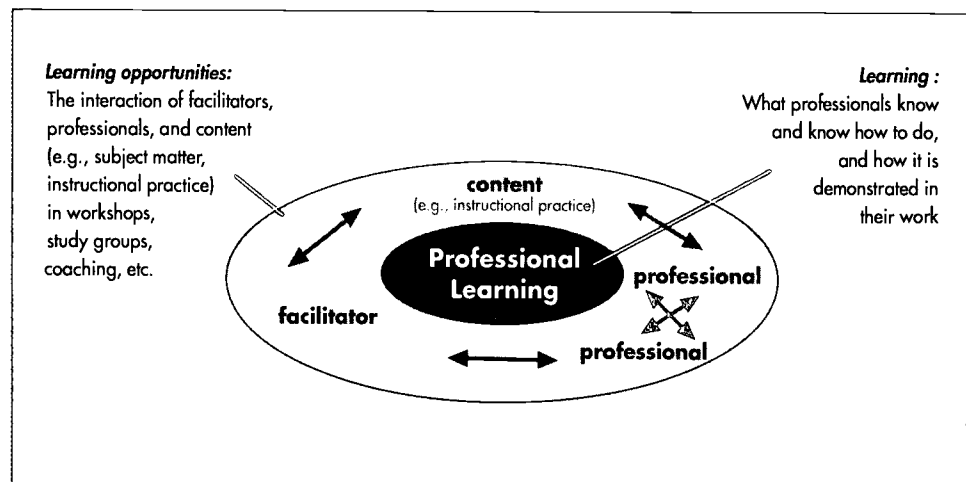 Learning opportunities:
The interaction of facilitators,
professionals, and content
(e.g., subject matter,
instructional practice)
in workshops,
study groups,
coaching, etc.
Learning :
What professionals know
and know how to do,
and how it is
demonstrated in
their work
content
(e.g., instructional practice)
Professional
Learning
facilitator
professional
professional